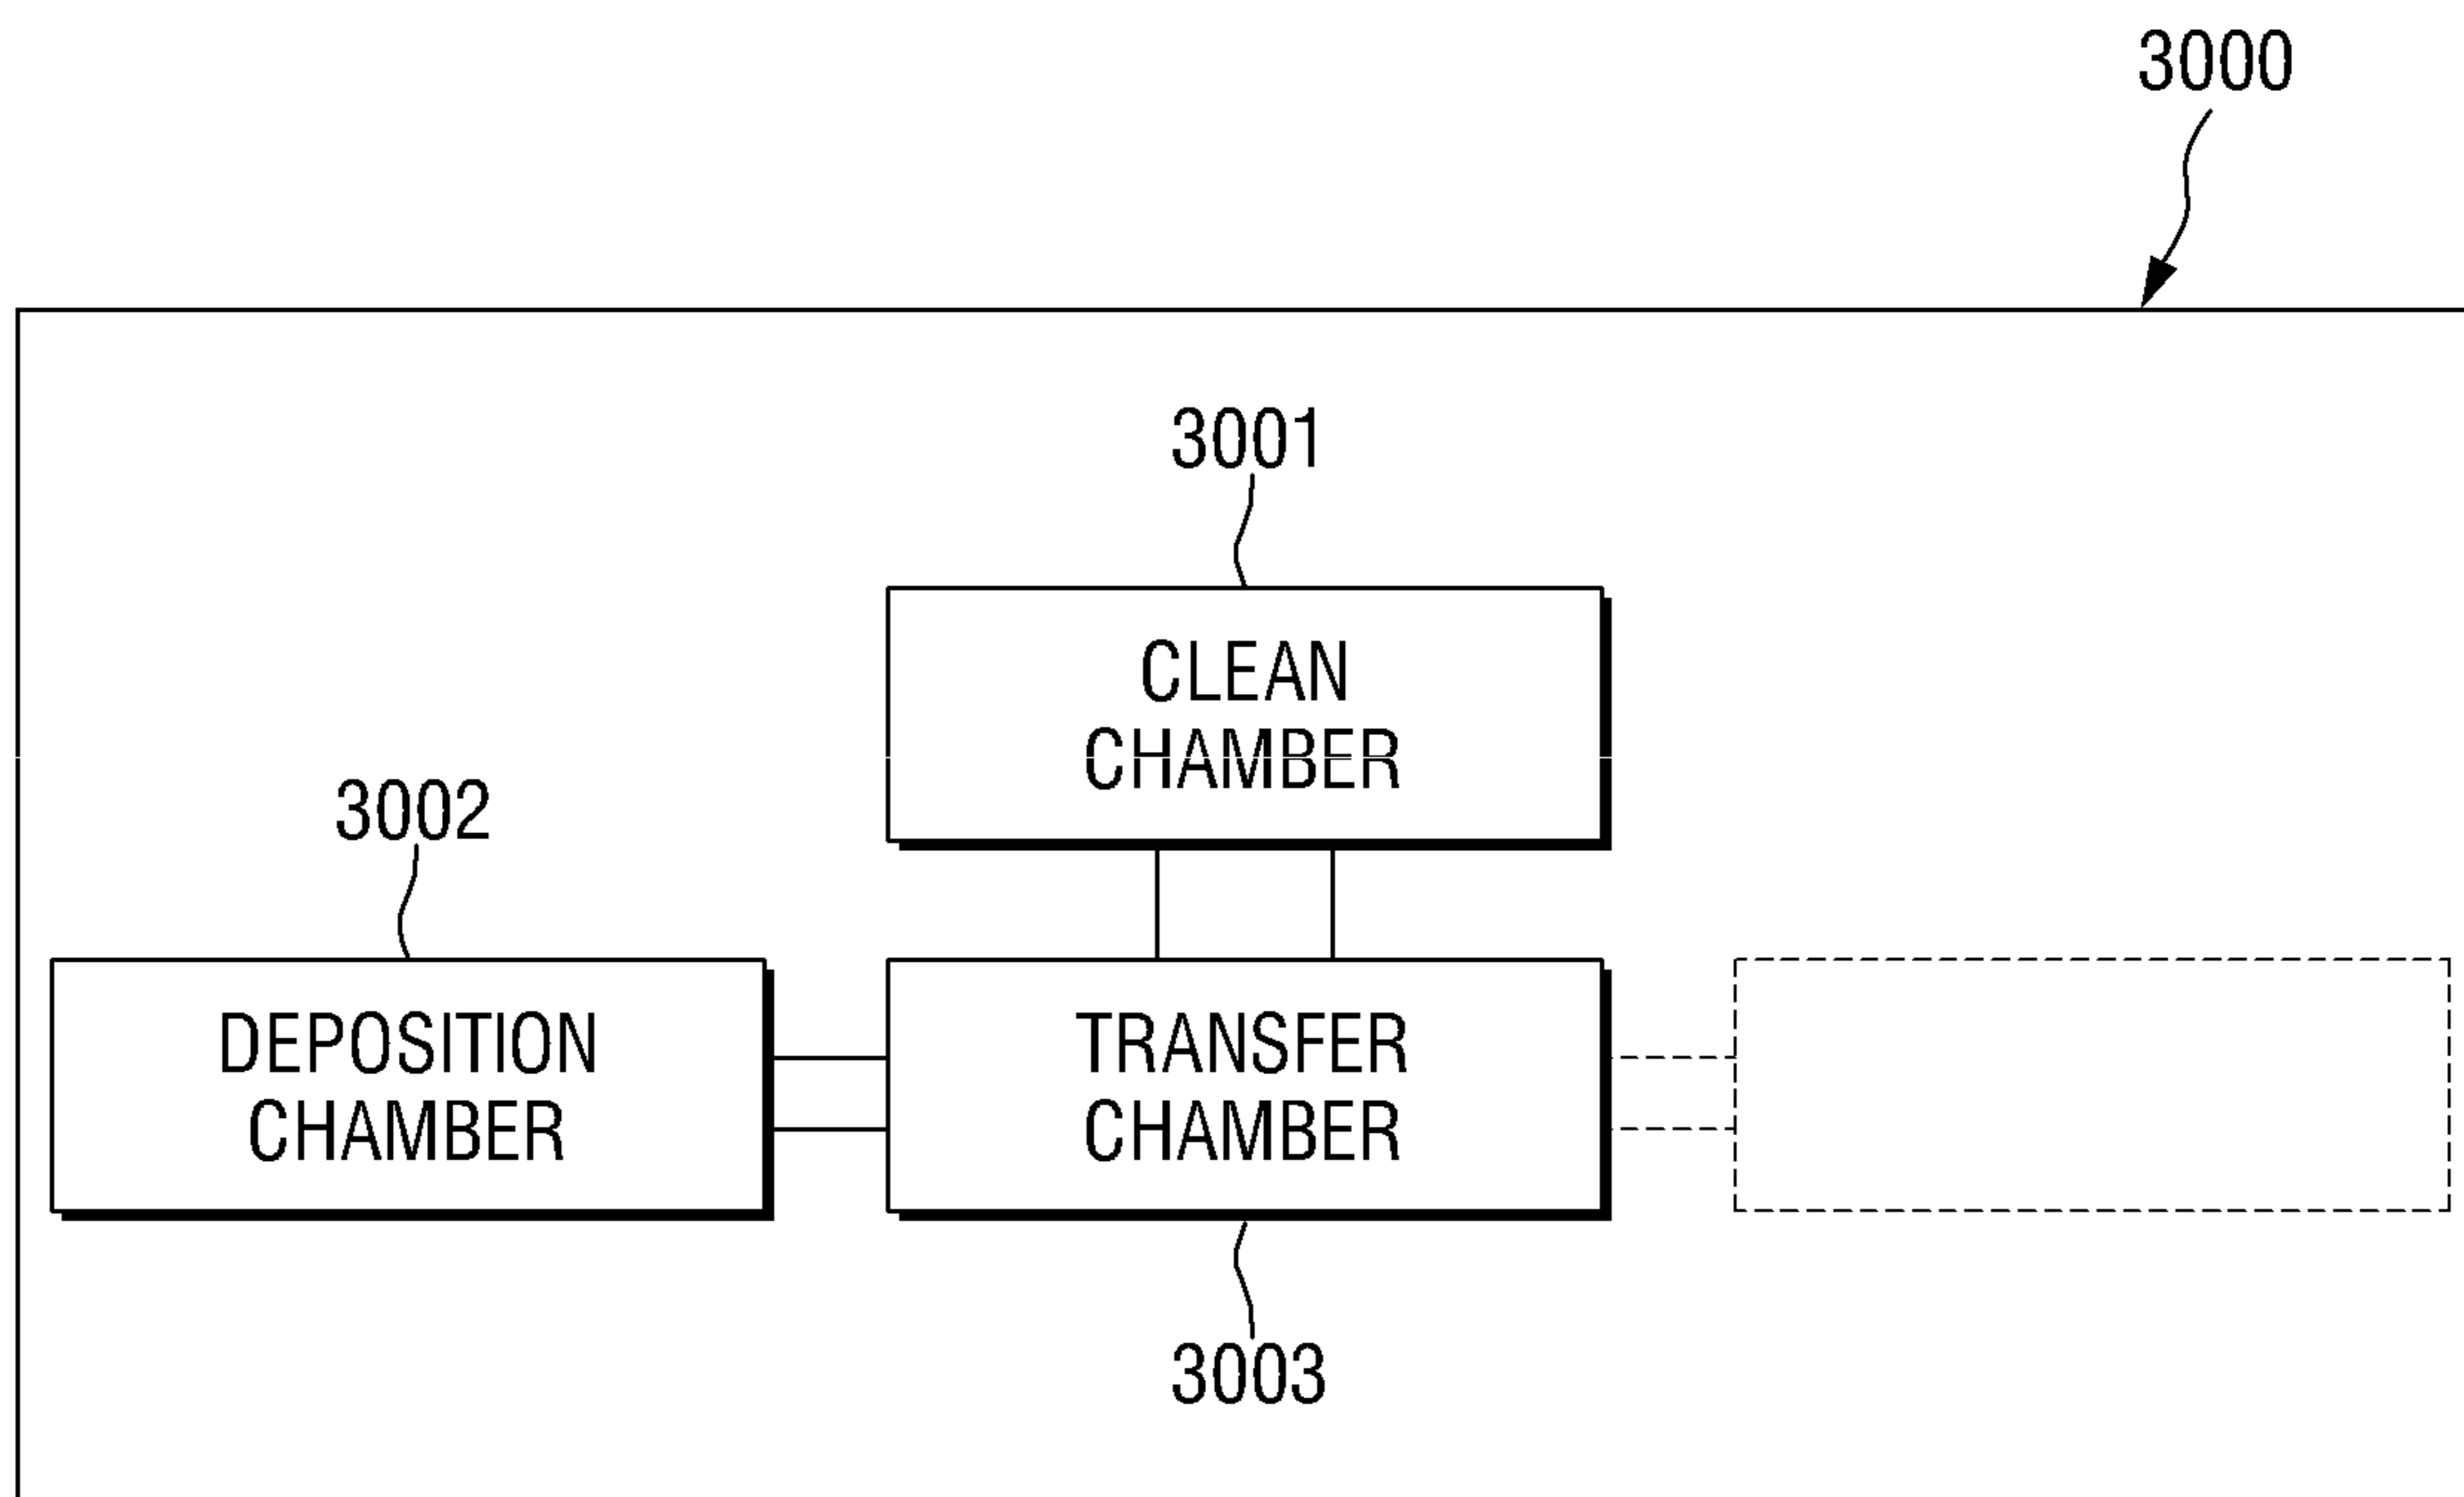 3000
3001
CLEAN
CHAMBER
3002
DEPOSITION
CHAMBER
TRANSFER
CHAMBER
3003